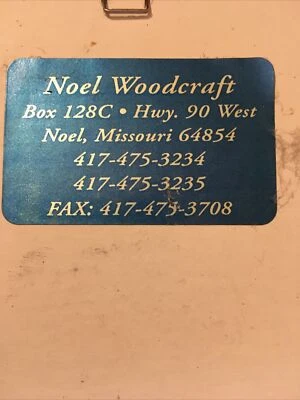 Noel Woodcraft
Box 128C • Hwy. 90 West
Noel, Missouri 64854
417-475-3234
417-475-3235
FAX: 417-475-3708